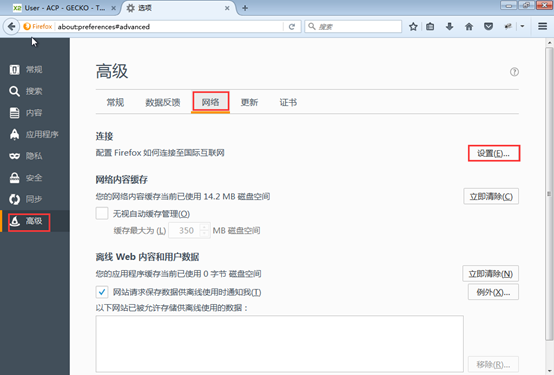 User - ACP - GECKO - T...
选项
Firefox
about:preferences#advanced
搜索
常规
搜索
内容
应用程序
隐私
安全
同步
高级
高级
常规
数据反馈
网络
更新
证书
连接
配置 Firefox 如何连接至国际互联网
设置(E)...
网络内容缓存
您的网络内容缓存当前已使用 14.2 MB 磁盘空间
立即清除(C)
无视自动缓存管理(O)
缓存最大为 (L) 350 MB 磁盘空间
离线 Web 内容和用户数据
您的应用程序缓存当前已使用 0 字节 磁盘空间
立即清除(N)
网站请求保存数据供离线使用时通知我(T)
例外(X)...
以下网站已被允许存储供离线使用的数据：
移除(R)...